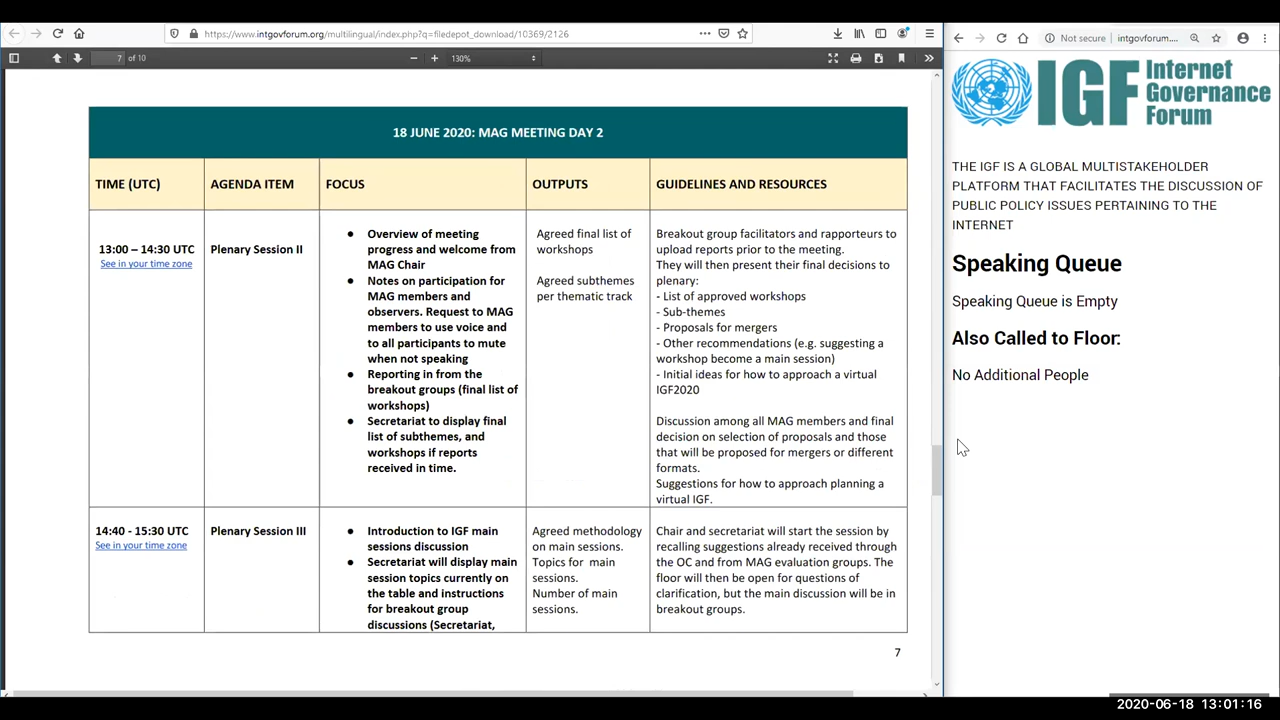 https://www.intgovforum.org/multilingual/index.php?q=filedepot_download/10369/2126
7 of 10
130%
18 JUNE 2020: MAG MEETING DAY 2
TIME (UTC)
AGENDA ITEM
FOCUS
OUTPUTS
GUIDELINES AND RESOURCES
13:00 – 14:30 UTC
See in your time zone
Plenary Session II
● Overview of meeting
progress and welcome from
MAG Chair
● Notes on participation for
MAG members and
observers. Request to MAG
members to use voice and
to all participants to mute
when not speaking
● Reporting in from the
breakout groups (final list of
workshops)
● Secretariat to display final
list of subthemes, and
workshops if reports
received in time.
Agreed final list of
workshops
Agreed subthemes
per thematic track
Breakout group facilitators and rapporteurs to
upload reports prior to the meeting.
They will then present their final decisions to
plenary:
- List of approved workshops
- Sub-themes
- Proposals for mergers
- Other recommendations (e.g. suggesting a
workshop become a main session)
- Initial ideas for how to approach a virtual
IGF2020
Discussion among all MAG members and final
decision on selection of proposals and those
that will be proposed for mergers or different
formats.
Suggestions for how to approach planning a
virtual IGF.
14:40 - 15:30 UTC
See in your time zone
Plenary Session III
● Introduction to IGF main
sessions discussion
● Secretariat will display main
session topics currently on
the table and instructions
for breakout group
discussions (Secretariat,
Agreed methodology
on main sessions.
Topics for main
sessions.
Number of main
sessions.
Chair and secretariat will start the session by
recalling suggestions already received through
the OC and from MAG evaluation groups. The
floor will then be open for questions of
clarification, but the main discussion will be in
breakout groups.
7
Not secure
intgovforum....
IGF
Internet
Governance
Forum
THE IGF IS A GLOBAL MULTISTAKEHOLDER
PLATFORM THAT FACILITATES THE DISCUSSION OF
PUBLIC POLICY ISSUES PERTAINING TO THE
INTERNET
Speaking Queue
Speaking Queue is Empty
Also Called to Floor:
No Additional People
2020-06-18 13:01:16